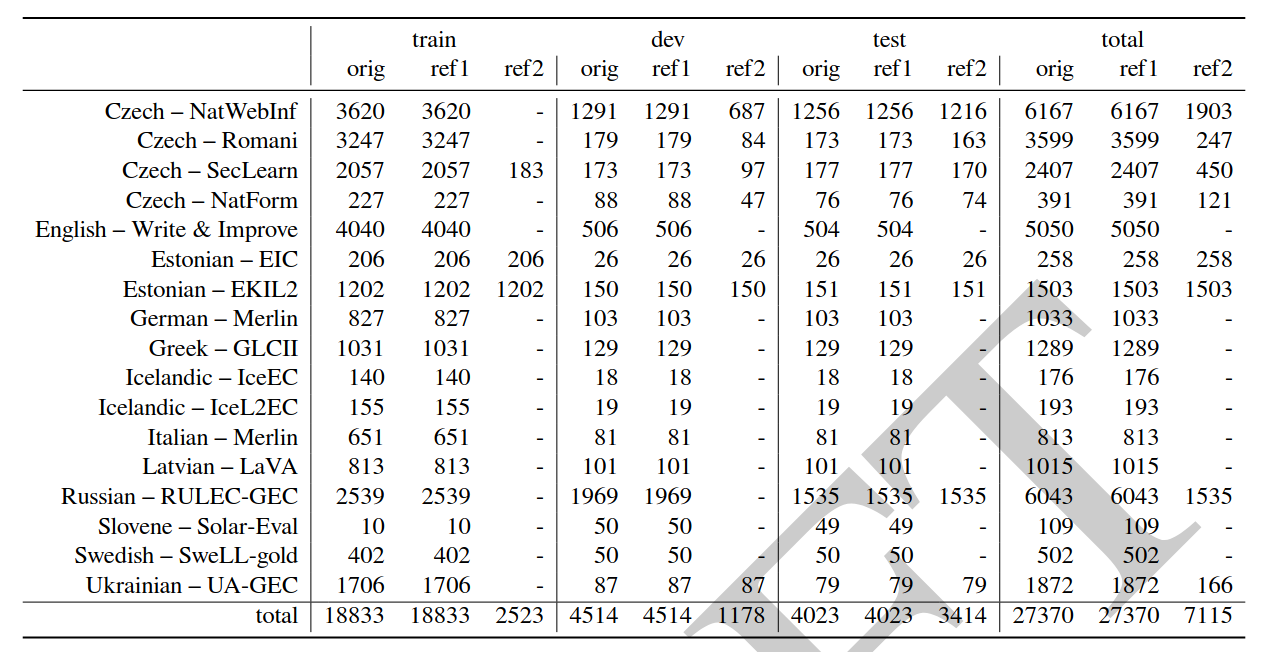 train dev test total
orig ref1 ref2 orig ref1 ref2 orig ref1 ref2 orig ref1 ref2
Czech – NatWebInf 3620 3620 - 1291 1291 687 1256 1256 1216 6167 6167 1903
Czech – Romani 3247 3247 - 179 179 84 173 173 163 3599 3599 247
Czech – SecLearn 2057 2057 183 173 173 97 177 177 170 2407 2407 450
Czech – NatForm 227 227 - 88 88 47 76 76 74 391 391 121
English – Write & Improve 4040 4040 - 506 506 - 504 504 - 5050 5050 -
Estonian – EIC 206 206 206 26 26 26 26 26 26 258 258 258
Estonian – EKIL2 1202 1202 1202 150 150 150 151 151 151 1503 1503 1503
German – Merlin 827 827 - 103 103 - 103 103 - 1033 1033 -
Greek – GLCII 1031 1031 - 129 129 - 129 129 - 1289 1289 -
Icelandic – IceEC 140 140 - 18 18 - 18 18 - 176 176 -
Icelandic – IceL2EC 155 155 - 19 19 - 19 19 - 193 193 -
Italian – Merlin 651 651 - 81 81 - 81 81 - 813 813 -
Latvian – LaVA 813 813 - 101 101 - 101 101 - 1015 1015 -
Russian – RULEC-GEC 2539 2539 - 1969 1969 - 1535 1535 1535 6043 6043 1535
Slovene – Solar-Eval 10 10 - 50 50 - 49 49 - 109 109 -
Swedish – SweLL-gold 402 402 - 50 50 - 50 50 - 502 502 -
Ukrainian – UA-GEC 1706 1706 - 87 87 87 79 79 79 1872 1872 166
total 18833 18833 2523 4514 4514 1178 4023 4023 3414 27370 27370 7115